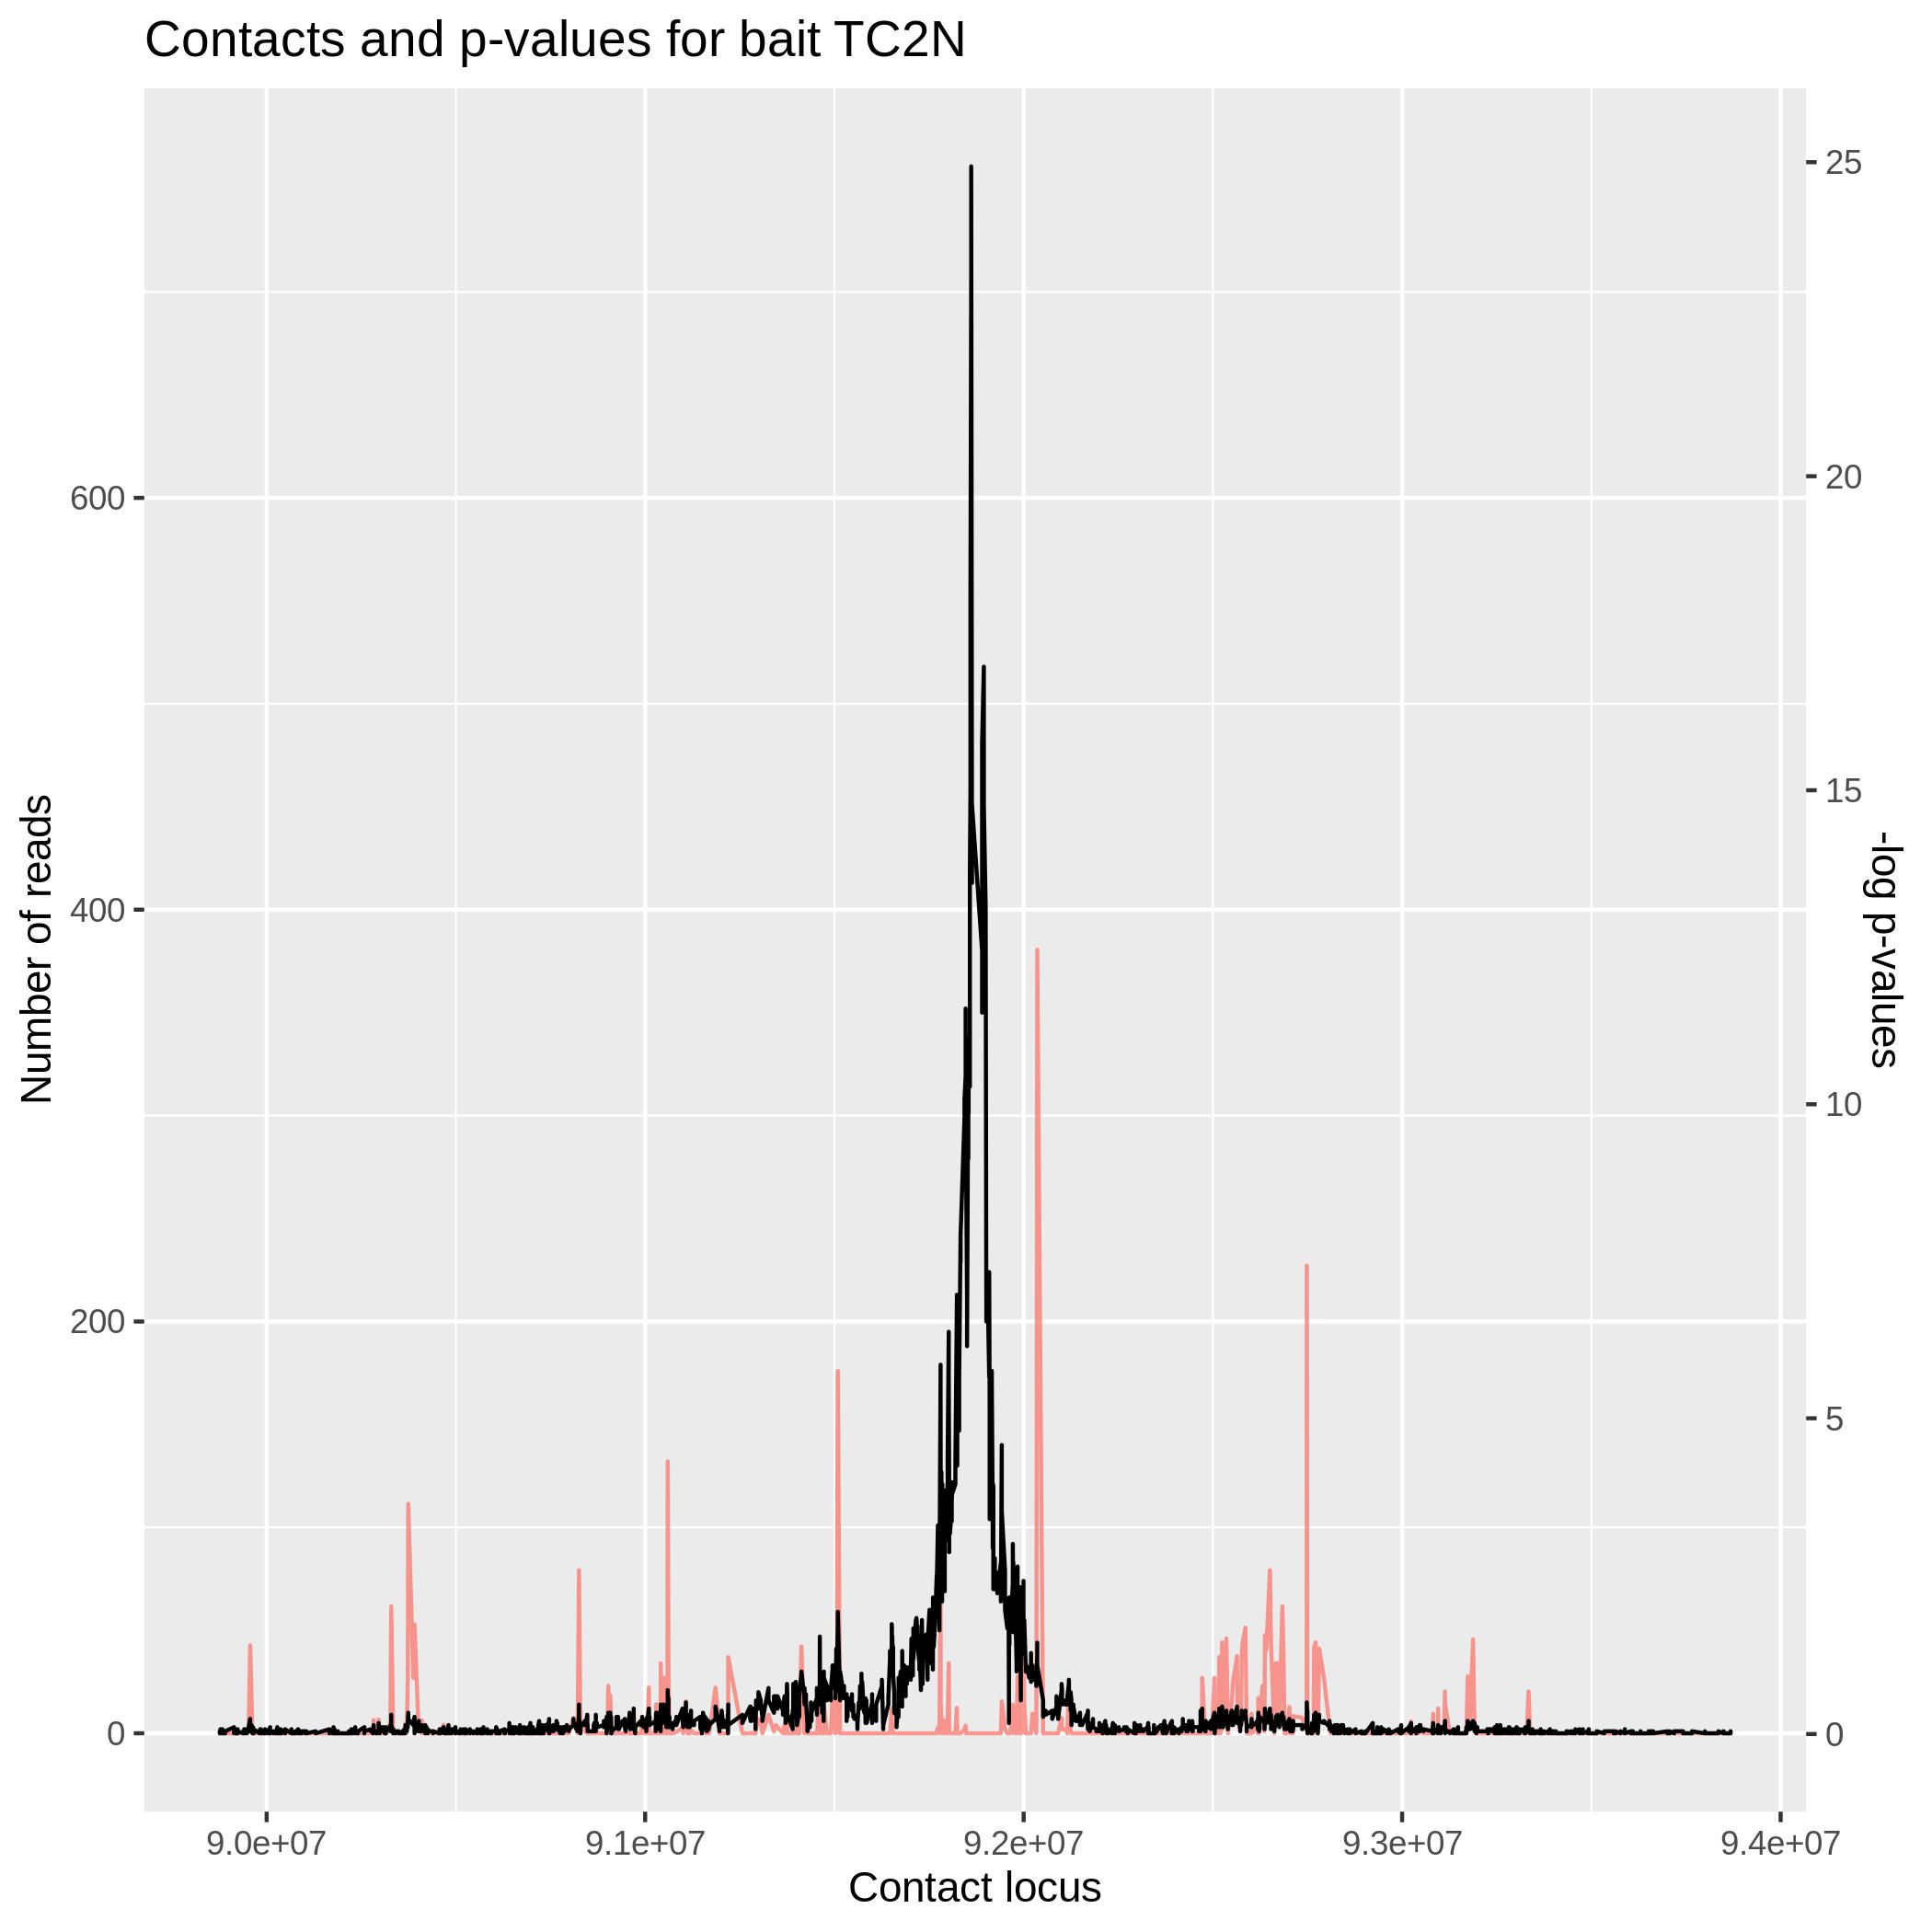 Contacts and p-values for bait TC2N
Number of reads
600
400
200
0
25
20
15
10
5
0
-log p-values
9.0e+07 9.1e+07 9.2e+07 9.3e+07 9.4e+07
Contact locus